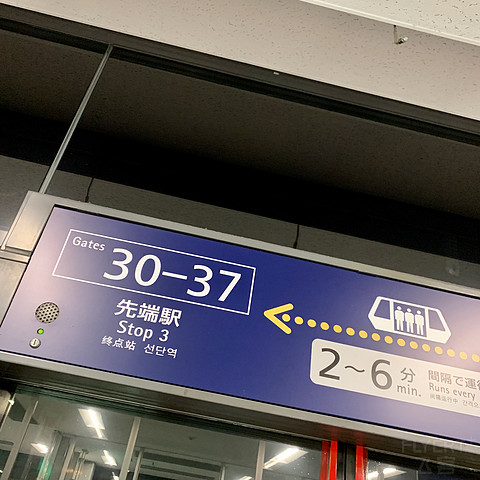 Gates
30–37
先端駅
Stop 3
终点站 선단역
2～6 分 min.
間隔で運行
Runs every